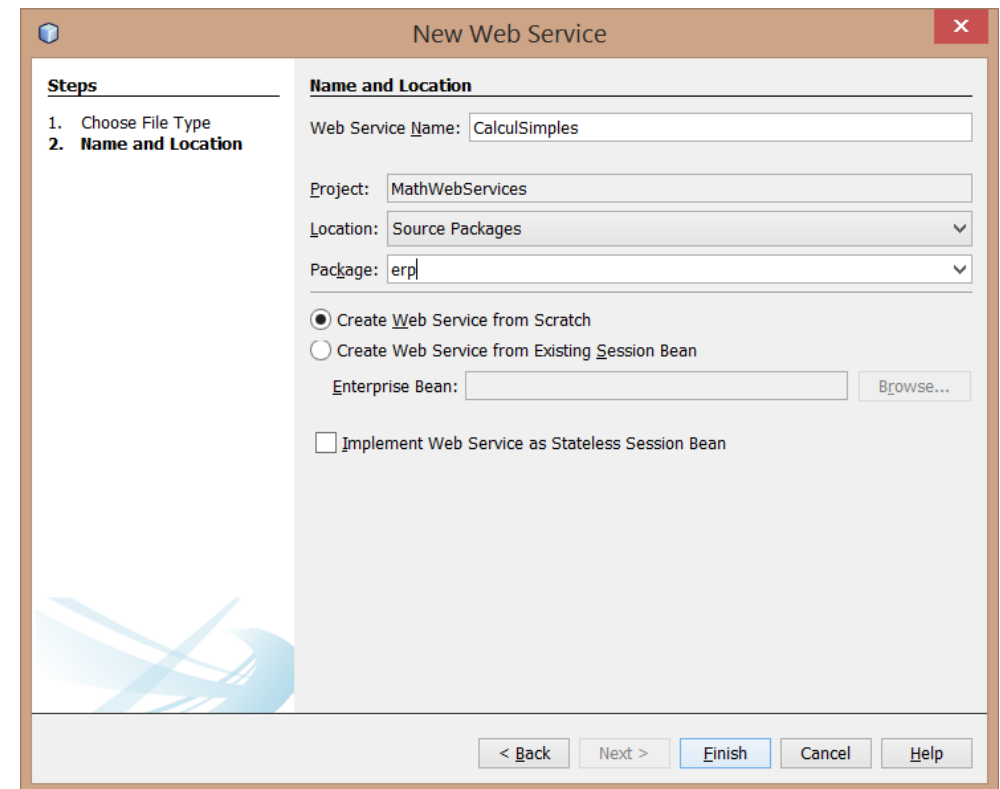 New Web Service
Steps
1. Choose File Type
2. Name and Location
Name and Location
Web Service Name: CalculSimples
Project: MathWebServices
Location: Source Packages
Package: erp
Create Web Service from Scratch
Create Web Service from Existing Session Bean
Enterprise Bean: Browse...
Implement Web Service as Stateless Session Bean
< Back Next > Finish Cancel Help